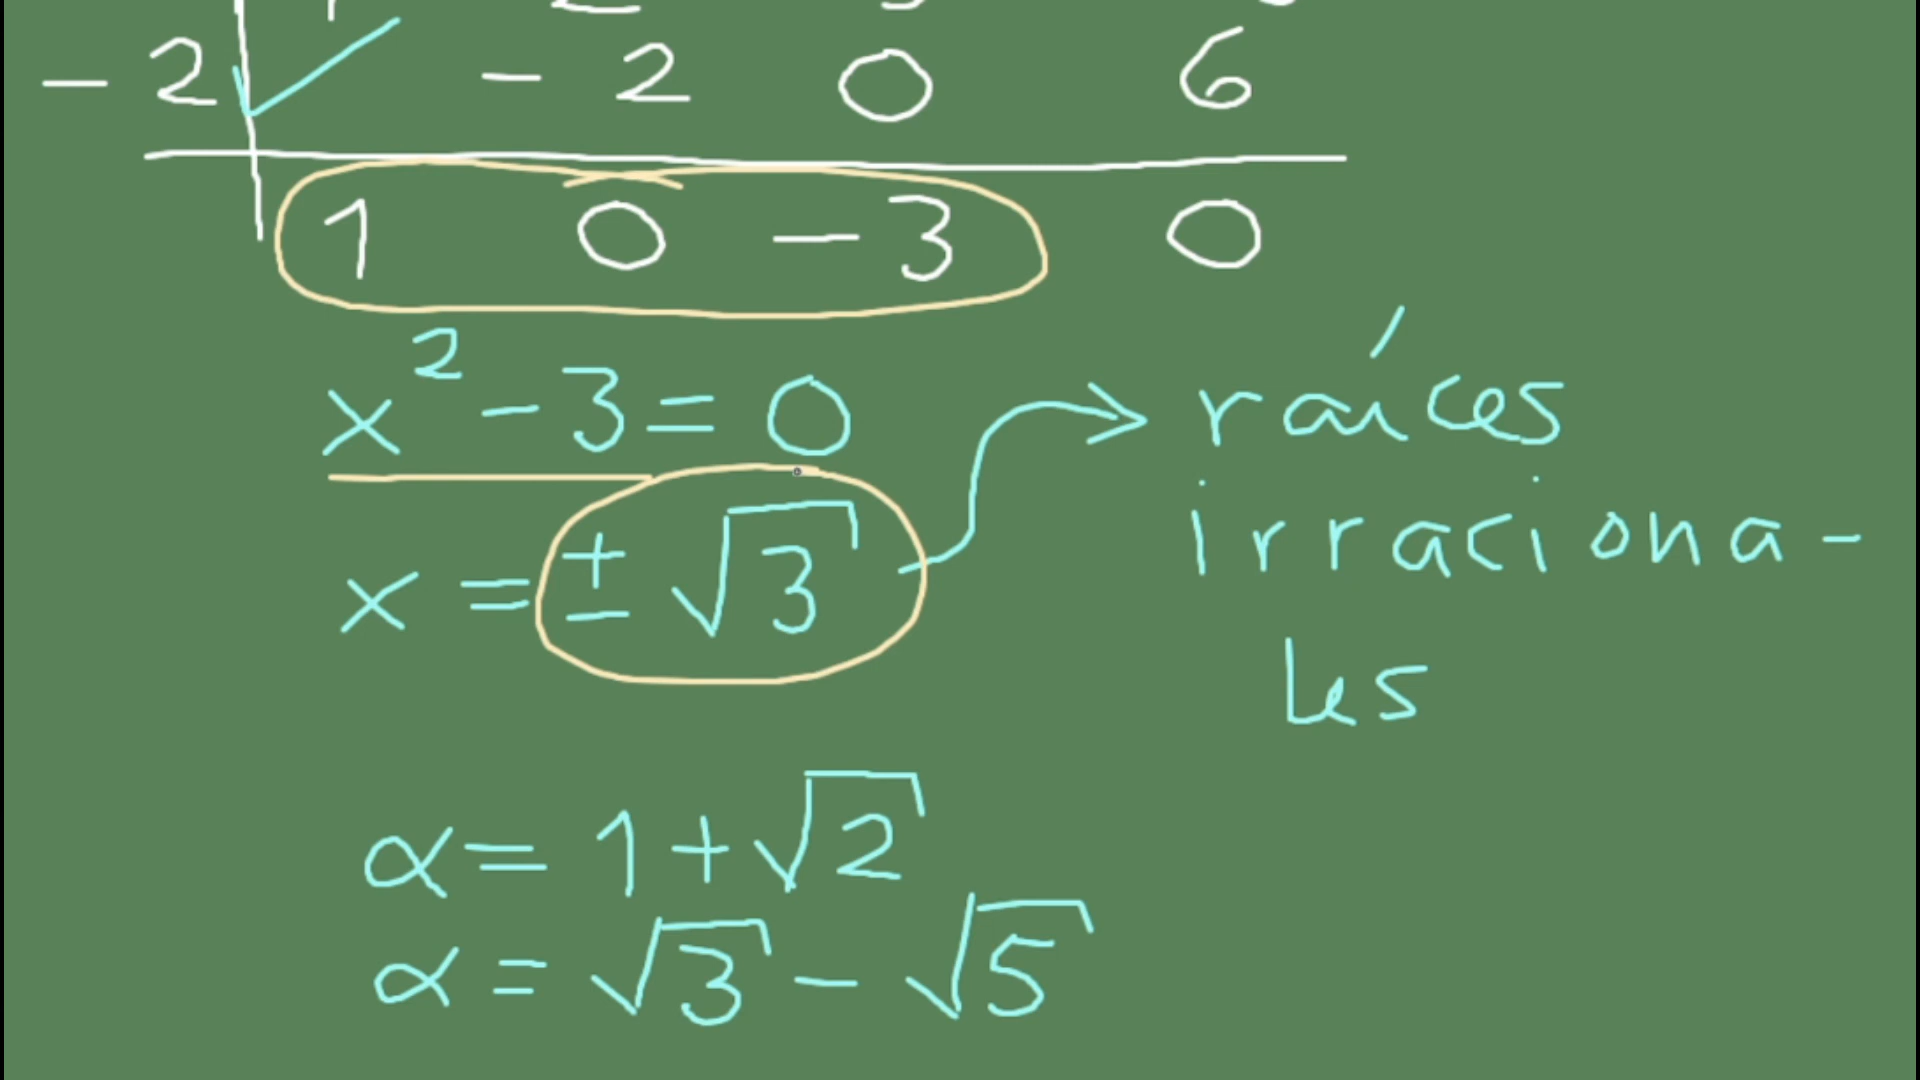 -2 -2 0 6
1 0 -3 0
x² - 3 = 0
x = ± √3
raíces
irraciona-
les
α = 1 + √2
α = √3 - √5